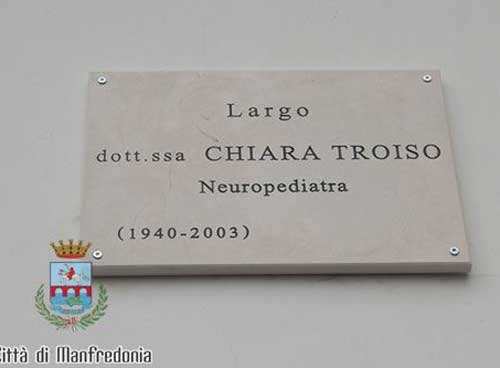 Largo
dott.ssa CHIARA TROISO
Neuropediatra
(1940-2003)
Città di Manfredonia